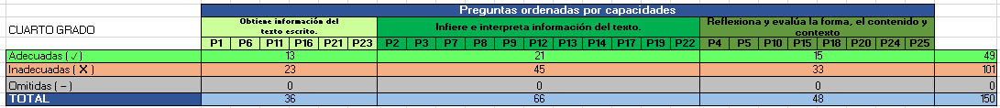 Preguntas ordenadas por capacidades
CUARTO GRADO
Obtiene información del
texto escrito.
Infiere e interpreta información del texto.
Reflexiona y evalúa la forma, el contenido y
contexto
P1 P6 P11 P16 P21 P23 P2 P3 P7 P8 P9 P12 P13 P14 P17 P19 P22 P4 P5 P10 P15 P18 P20 P24 P25
Adecuadas ( ✓ ) 13 21 15 49
Inadecuadas ( ✗ ) 23 45 33 101
Omitidas ( – ) 0 0 0 0
TOTAL 36 66 48 150